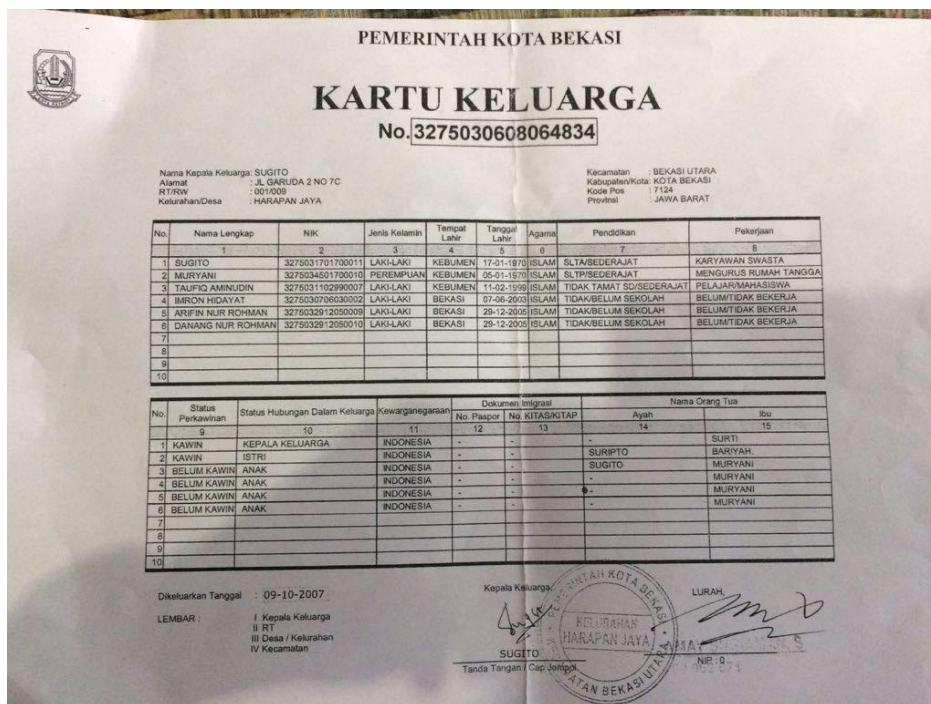 PEMERINTAH KOTA BEKASI
KARTU KELUARGA
No. 3275030608064834
Nama Kepala Keluarga: SUGITO
Alamat : JL GARUDA 2 NO 7C
RT/RW : 001/009
Kelurahan/Desa : HARAPAN JAYA
Kecamatan : BEKASI UTARA
Kabupaten/Kota: KOTA BEKASI
Kode Pos : 7124
Provinsi : JAWA BARAT
No. Nama Lengkap NIK Jenis Kelamin Tempat Lahir Tanggal Lahir Agama Pendidikan Pekerjaan
1 2 3 4 5 6 7 8
1 SUGITO 3275031701700011 LAKI-LAKI KEBUMEN 17-01-1970 ISLAM SLTA/SEDERAJAT KARYAWAN SWASTA
2 MURYANI 3275034501700010 PEREMPUAN KEBUMEN 05-01-1970 ISLAM SLTP/SEDERAJAT MENGURUS RUMAH TANGGA
3 TAUFIQ AMINUDIN 3275031102990007 LAKI-LAKI KEBUMEN 11-02-1999 ISLAM TIDAK TAMAT SD/SEDERAJAT PELAJAR/MAHASISWA
4 IMRON HIDAYAT 3275030706030002 LAKI-LAKI BEKASI 07-06-2003 ISLAM TIDAK/BELUM SEKOLAH BELUM/TIDAK BEKERJA
5 ARIFIN NUR ROHMAN 3275032912050009 LAKI-LAKI BEKASI 29-12-2005 ISLAM TIDAK/BELUM SEKOLAH BELUM/TIDAK BEKERJA
6 DANANG NUR ROHMAN 3275032912050010 LAKI-LAKI BEKASI 29-12-2005 ISLAM TIDAK/BELUM SEKOLAH BELUM/TIDAK BEKERJA
7
8
9
10
No. Status Perkawinan Status Hubungan Dalam Keluarga Kewarganegaraan Dokumen Imigrasi Nama Orang Tua
No. Paspor No. KITAS/KITAP Ayah Ibu
9 10 11 12 13 14 15
1 KAWIN KEPALA KELUARGA INDONESIA - - - SURTI
2 KAWIN ISTRI INDONESIA - - SURIPTO BARIYAH.
3 BELUM KAWIN ANAK INDONESIA - - SUGITO MURYANI
4 BELUM KAWIN ANAK INDONESIA - - - MURYANI
5 BELUM KAWIN ANAK INDONESIA - - - MURYANI
6 BELUM KAWIN ANAK INDONESIA - - MURYANI
7
8
9
10
Dikeluarkan Tanggal : 09-10-2007
LEMBAR : I Kepala Keluarga
II RT
III Desa / Kelurahan
IV Kecamatan
Kepala Keluarga,
SUGITO
Tanda Tangan / Cap Jempol
PEMERINTAH KOTA BEKASI
KELURAHAN
HARAPAN JAYA
KECAMATAN BEKASI UTARA
LURAH,
NIP : 0